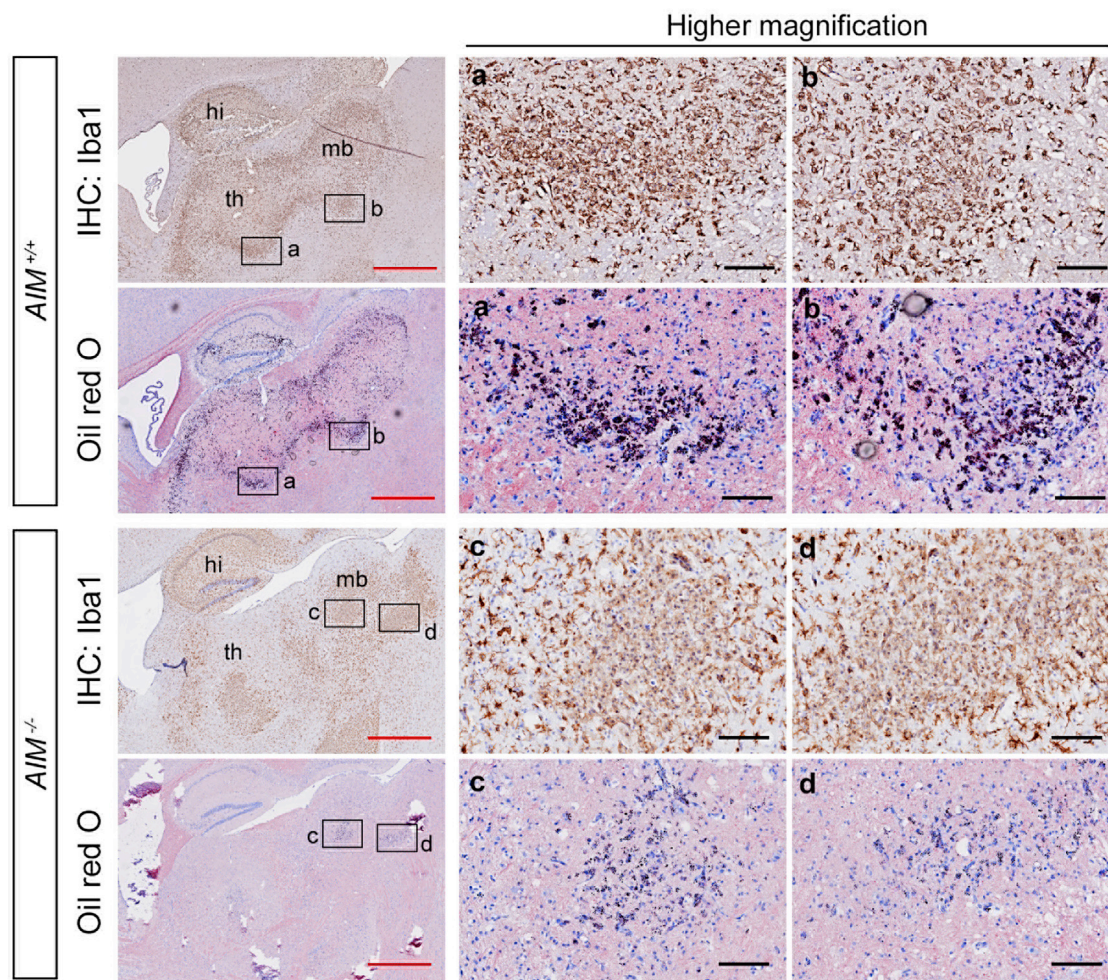 Higher magnification
AIM+/+
IHC: Iba1
hi
mb
th
b
a
a
b
Oil red O
b
a
a
b
AIM-/-
IHC: Iba1
hi
mb
c
d
th
c
d
Oil red O
c
d
c
d